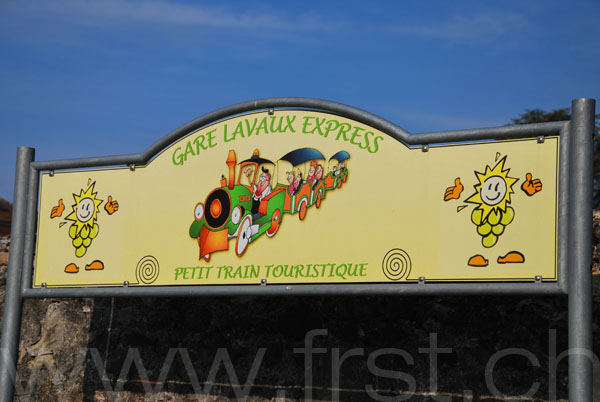 GARE LAVAUX EXPRESS
PETIT TRAIN TOURISTIQUE
www.frst.ch